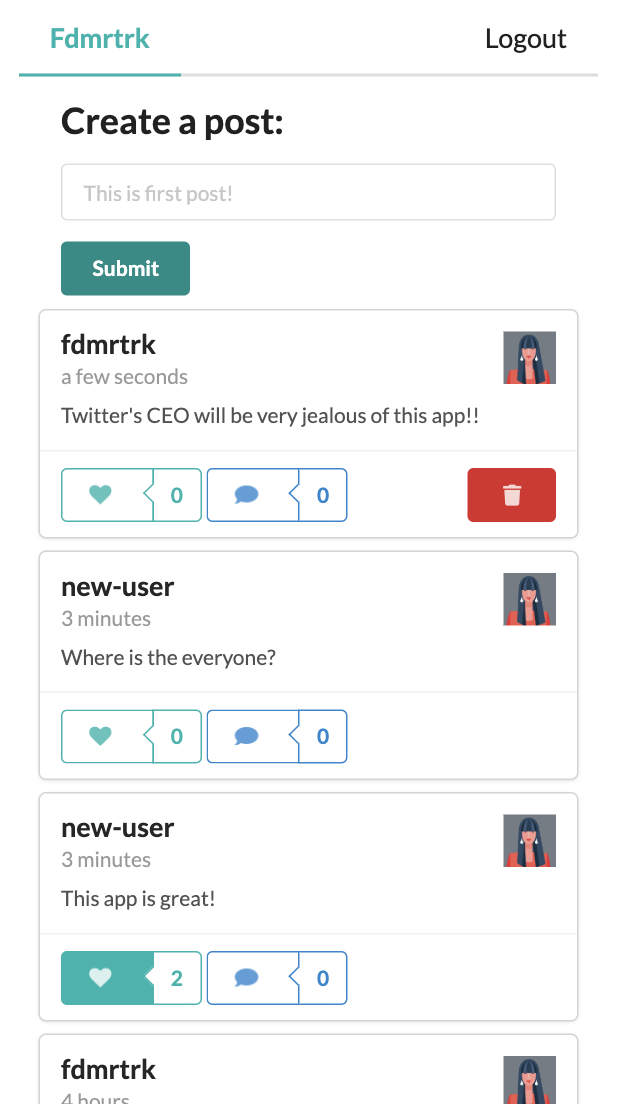 Fdmrtrk Logout
Create a post:
This is first post!
Submit
fdmrtrk
a few seconds
Twitter's CEO will be very jealous of this app!!
0 0
new-user
3 minutes
Where is the everyone?
0 0
new-user
3 minutes
This app is great!
2 0
fdmrtrk
4 hours